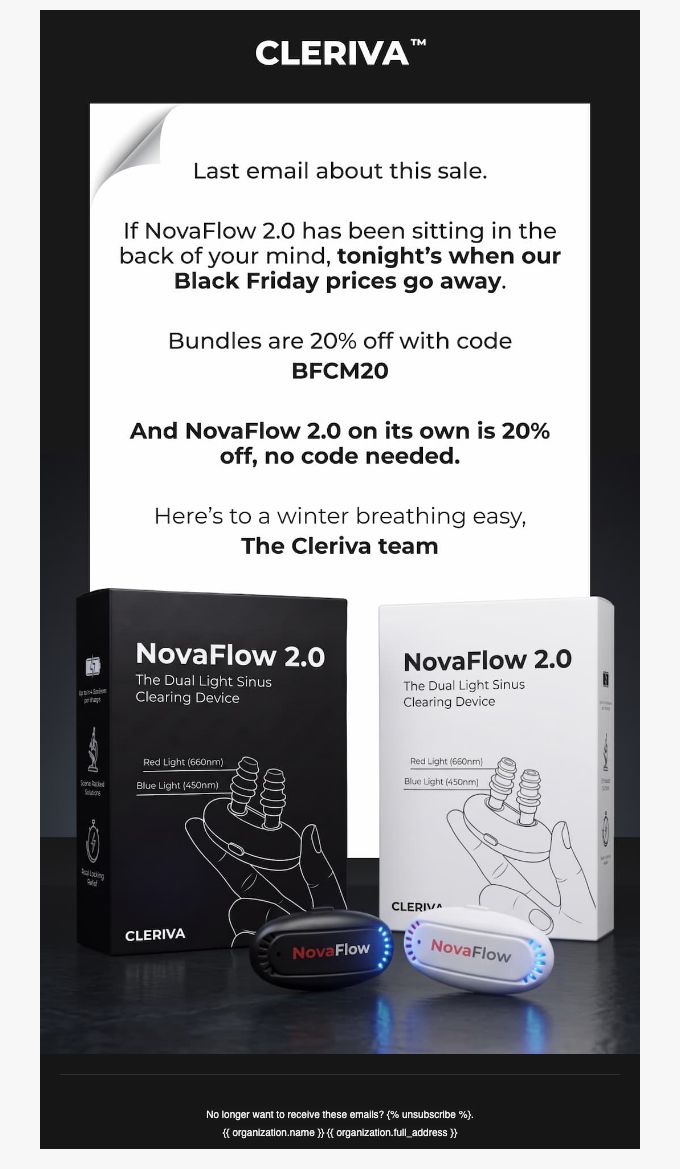 CLERIVA™
Last email about this sale.
If NovaFlow 2.0 has been sitting in the
back of your mind, tonight's when our
Black Friday prices go away.
Bundles are 20% off with code
BFCM20
And NovaFlow 2.0 on its own is 20%
off, no code needed.
Here's to a winter breathing easy,
The Cleriva team
NovaFlow 2.0
The Dual Light Sinus
Clearing Device
Red Light (660nm)
Blue Light (450nm)
CLERIVA
NovaFlow 2.0
The Dual Light Sinus
Clearing Device
Red Light (660nm)
Blue Light (450nm)
CLERIVA
NovaFlow
NovaFlow
No longer want to receive these emails? {% unsubscribe %}.
{{ organization.name }} {{ organization.full_address }}